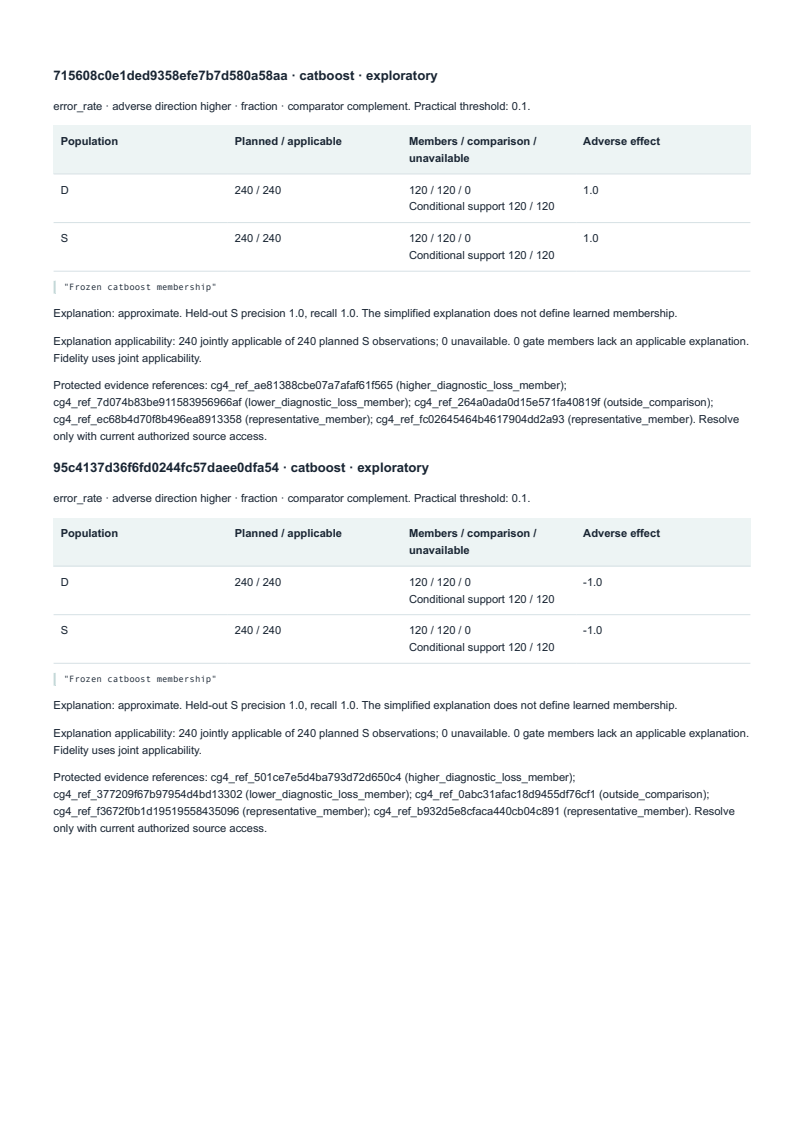 715608c0e1ded9358efe7b7d580a58aa · catboost · exploratory
error_rate · adverse direction higher · fraction · comparator complement. Practical threshold: 0.1.
Population Planned / applicable Members / comparison / unavailable Adverse effect
D 240 / 240 120 / 120 / 0 1.0
Conditional support 120 / 120
S 240 / 240 120 / 120 / 0 1.0
Conditional support 120 / 120
"Frozen catboost membership"
Explanation: approximate. Held-out S precision 1.0, recall 1.0. The simplified explanation does not define learned membership.
Explanation applicability: 240 jointly applicable of 240 planned S observations; 0 unavailable. 0 gate members lack an applicable explanation.
Fidelity uses joint applicability.
Protected evidence references: cg4_ref_ae81388cbe07a7afaf61f565 (higher_diagnostic_loss_member);
cg4_ref_7d074b83be911583956966af (lower_diagnostic_loss_member); cg4_ref_264a0ada0d15e571fa40819f (outside_comparison);
cg4_ref_ec68b4d70f8b496ea8913358 (representative_member); cg4_ref_fc02645464b4617904dd2a93 (representative_member). Resolve
only with current authorized source access.
95c4137d36f6fd0244fc57daee0dfa54 · catboost · exploratory
error_rate · adverse direction higher · fraction · comparator complement. Practical threshold: 0.1.
Population Planned / applicable Members / comparison / unavailable Adverse effect
D 240 / 240 120 / 120 / 0 -1.0
Conditional support 120 / 120
S 240 / 240 120 / 120 / 0 -1.0
Conditional support 120 / 120
"Frozen catboost membership"
Explanation: approximate. Held-out S precision 1.0, recall 1.0. The simplified explanation does not define learned membership.
Explanation applicability: 240 jointly applicable of 240 planned S observations; 0 unavailable. 0 gate members lack an applicable explanation.
Fidelity uses joint applicability.
Protected evidence references: cg4_ref_501ce7e5d4ba793d72d650c4 (higher_diagnostic_loss_member);
cg4_ref_377209f67b97954d4bd13302 (lower_diagnostic_loss_member); cg4_ref_0abc31afac18d9455df76cf1 (outside_comparison);
cg4_ref_f3672f0b1d19519558435096 (representative_member); cg4_ref_b932d5e8cfaca440cb04c891 (representative_member). Resolve
only with current authorized source access.